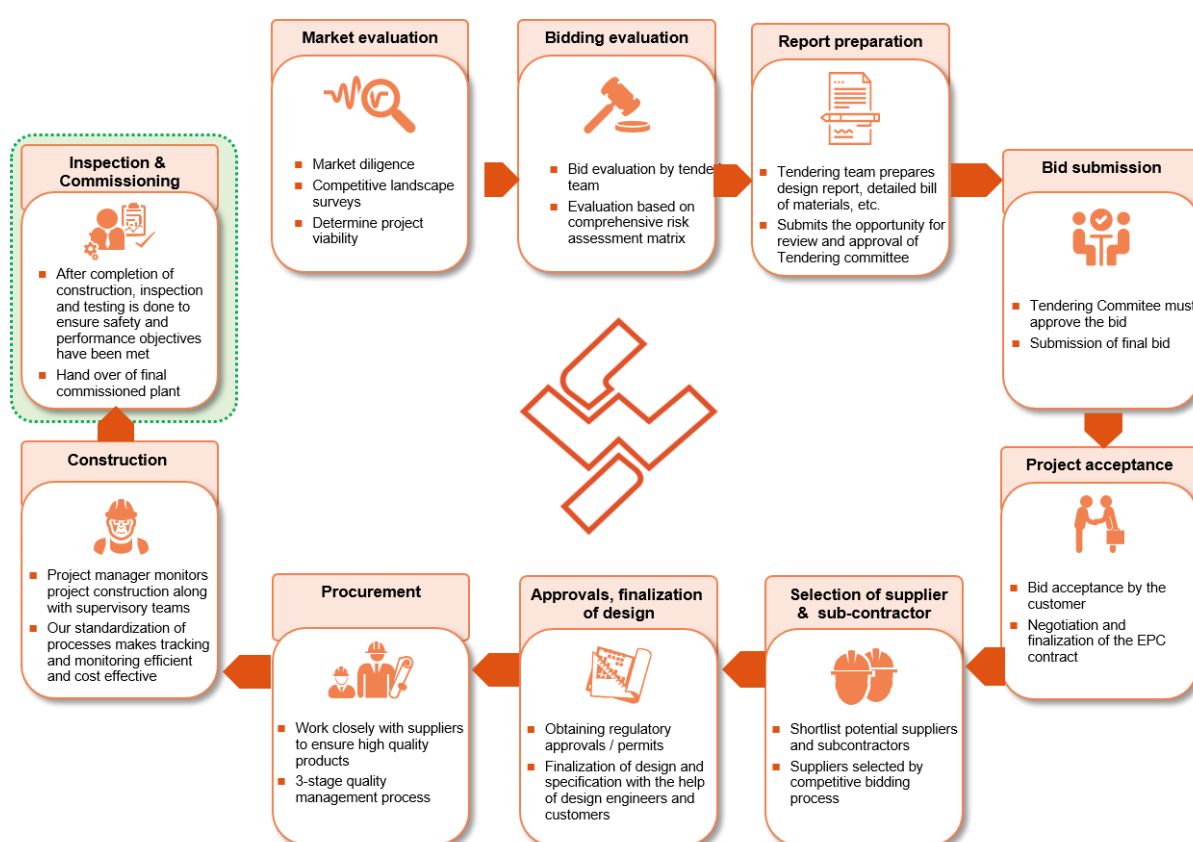 Market evaluation
Market diligence
Competitive landscape
surveys
Determine project
viability
Bidding evaluation
Bid evaluation by tende
team
Evaluation based on
comprehensive risk
assessment matrix
Report preparation
Tendering team prepares
design report, detailed bill
of materials, etc.
Submits the opportunity for
review and approval of
Tendering committee
Bid submission
Tendering Commitee must
approve the bid
Submission of final bid
Project acceptance
Bid acceptance by the
customer
Negotiation and
finalization of the EPC
contract
Selection of supplier
& sub-contractor
Shortlist potential suppliers
and subcontractors
Suppliers selected by
competitive bidding
process
Approvals, finalization
of design
Obtaining regulatory
approvals / permits
Finalization of design and
specification with the help
of design engineers and
customers
Procurement
Work closely with suppliers
to ensure high quality
products
3-stage quality
management process
Construction
Project manager monitors
project construction along
with supervisory teams
Our standardization of
processes makes tracking
and monitoring efficient
and cost effective
Inspection &
Commissioning
After completion of
construction, inspection
and testing is done to
ensure safety and
performance objectives
have been met
Hand over of final
commissioned plant